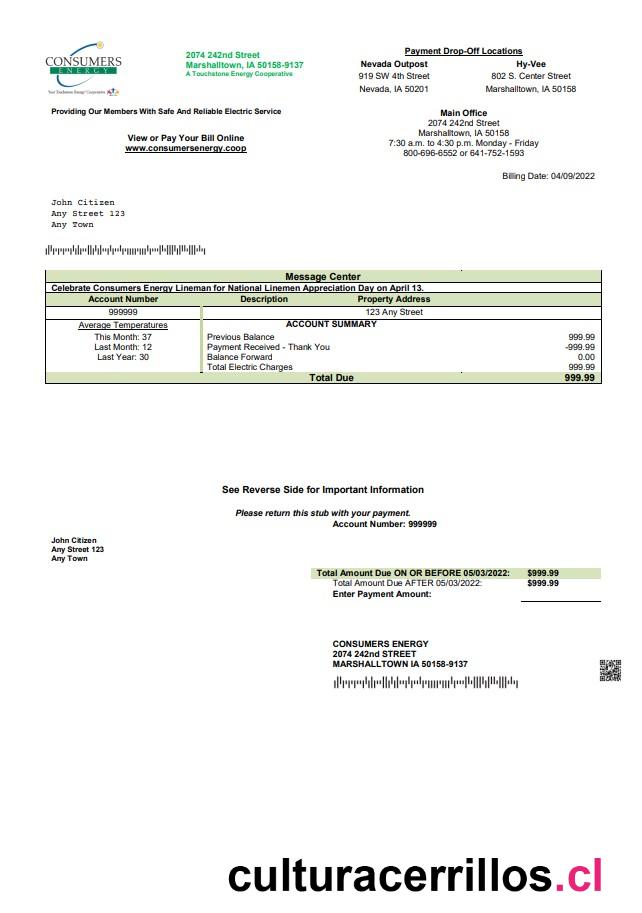 CONSUMERS
ENERGY
Your Touchstone Energy® Cooperative
2074 242nd Street
Marshalltown, IA 50158-9137
A Touchstone Energy Cooperative
Payment Drop-Off Locations
Nevada Outpost Hy-Vee
919 SW 4th Street 802 S. Center Street
Nevada, IA 50201 Marshalltown, IA 50158
Providing Our Members With Safe And Reliable Electric Service
Main Office
2074 242nd Street
Marshalltown, IA 50158
7:30 a.m. to 4:30 p.m. Monday - Friday
800-696-6552 or 641-752-1593
View or Pay Your Bill Online
www.consumersenergy.coop
Billing Date: 04/09/2022
John Citizen
Any Street 123
Any Town
Message Center
Celebrate Consumers Energy Lineman for National Linemen Appreciation Day on April 13.
Account Number Description Property Address
999999 123 Any Street
Average Temperatures ACCOUNT SUMMARY
This Month: 37 Previous Balance 999.99
Last Month: 12 Payment Received - Thank You -999.99
Last Year: 30 Balance Forward 0.00
Total Electric Charges 999.99
Total Due 999.99
See Reverse Side for Important Information
Please return this stub with your payment.
Account Number: 999999
John Citizen
Any Street 123
Any Town
Total Amount Due ON OR BEFORE 05/03/2022: $999.99
Total Amount Due AFTER 05/03/2022: $999.99
Enter Payment Amount:
CONSUMERS ENERGY
2074 242nd STREET
MARSHALLTOWN IA 50158-9137
culturacerrillos.cl